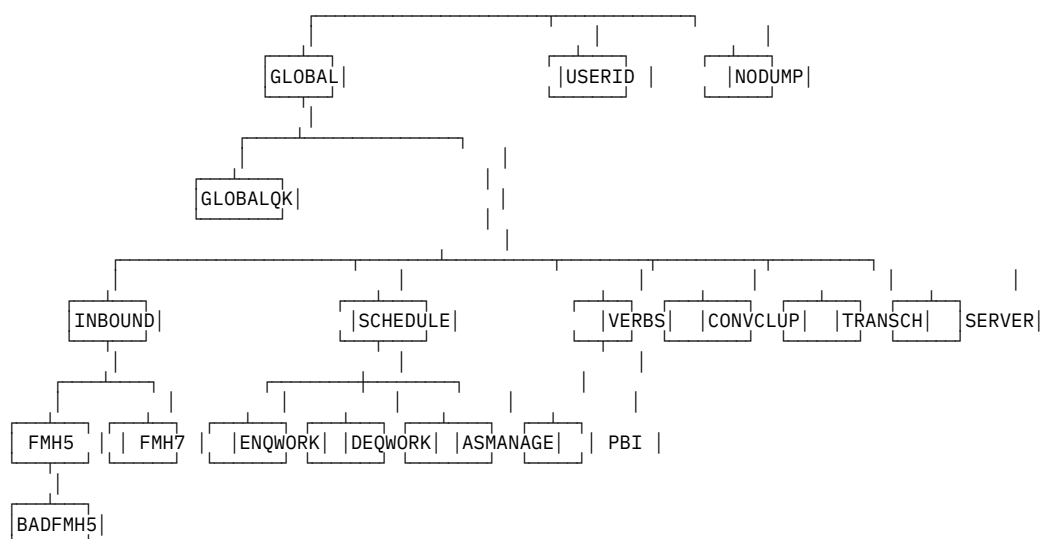 GLOBAL USERID NODUMP
GLOBALQK
INBOUND SCHEDULE VERBS CONVCLUP TRANSCH SERVER
FMH5 FMH7 ENQWORK DEQWORK ASMANAGE PBI
BADFMH5